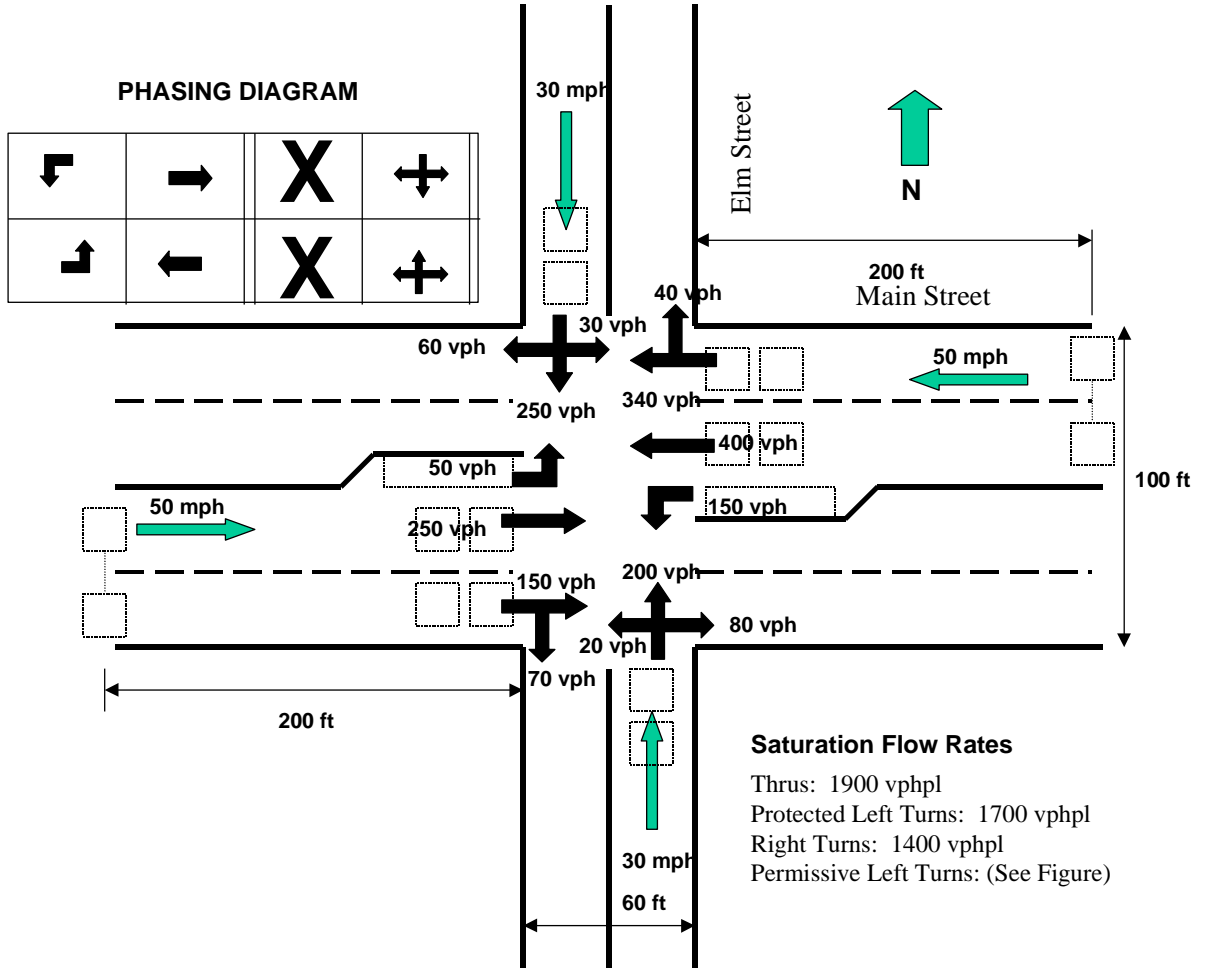 PHASING DIAGRAM
30 mph
Elm Street
N
X
X
200 ft
Main Street
40 vph
30 vph
60 vph
50 mph
250 vph
340 vph
400 vph
50 vph
100 ft
50 mph
150 vph
250 vph
150 vph
200 vph
80 vph
20 vph
70 vph
200 ft
Saturation Flow Rates
Thrus: 1900 vphpl
Protected Left Turns: 1700 vphpl
Right Turns: 1400 vphpl
Permissive Left Turns: (See Figure)
30 mph
60 ft